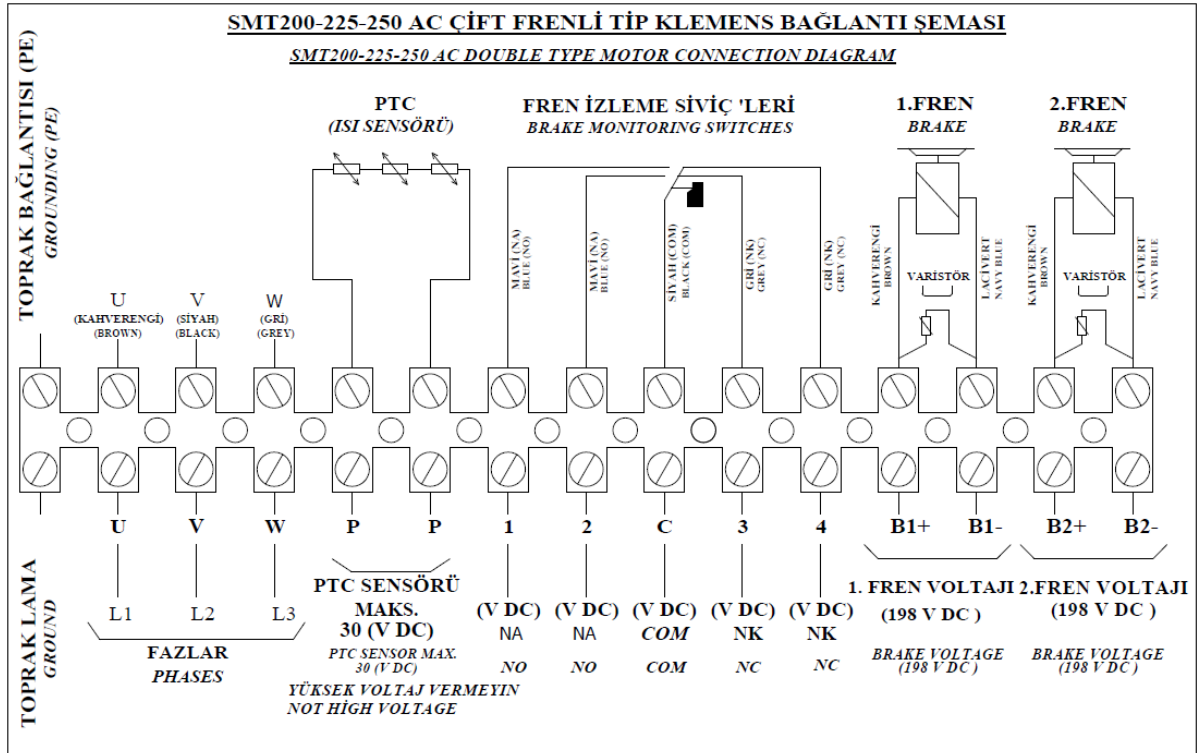 SMT200-225-250 AC ÇİFT FRENLİ TİP KLEMENS BAĞLANTI ŞEMASI
SMT200-225-250 AC DOUBLE TYPE MOTOR CONNECTION DIAGRAM
TOPRAK BAĞLANTISI (PE)
GROUNDING (PE)
PTC
(ISI SENSÖRÜ)
FREN İZLEME SİVİÇ 'LERİ
BRAKE MONITORING SWITCHES
1.FREN
BRAKE
2.FREN
BRAKE
U
(KAHVERENGİ)
(BROWN)
V
(SİYAH)
(BLACK)
W
(GRİ)
(GREY)
MAVİ (NA)
BLUE (NO)
MAVİ (NA)
BLUE (NO)
SİYAH (COM)
BLACK (COM)
GRİ (NK)
GREY (NC)
GRİ (NK)
GREY (NC)
KAHVERENGİ
BROWN
VARİSTÖR
LACİVERT
NAVY BLUE
KAHVERENGİ
BROWN
VARİSTÖR
LACİVERT
NAVY BLUE
TOPRAK LAMA
GROUND
U V W P P 1 2 C 3 4 B1+ B1- B2+ B2-
L1 L2 L3
FAZLAR
PHASES
PTC SENSÖRÜ
MAKS.
30 (V DC)
PTC SENSOR MAX.
30 (V DC)
YÜKSEK VOLTAJ VERMEYIN
NOT HIGH VOLTAGE
(V DC)
NA
NO
(V DC)
NA
NO
(V DC)
COM
COM
(V DC)
NK
NC
(V DC)
NK
NC
1. FREN VOLTAJI
(198 V DC )
BRAKE VOLTAGE
(198 V DC )
2.FREN VOLTAJI
(198 V DC )
BRAKE VOLTAGE
(198 V DC )